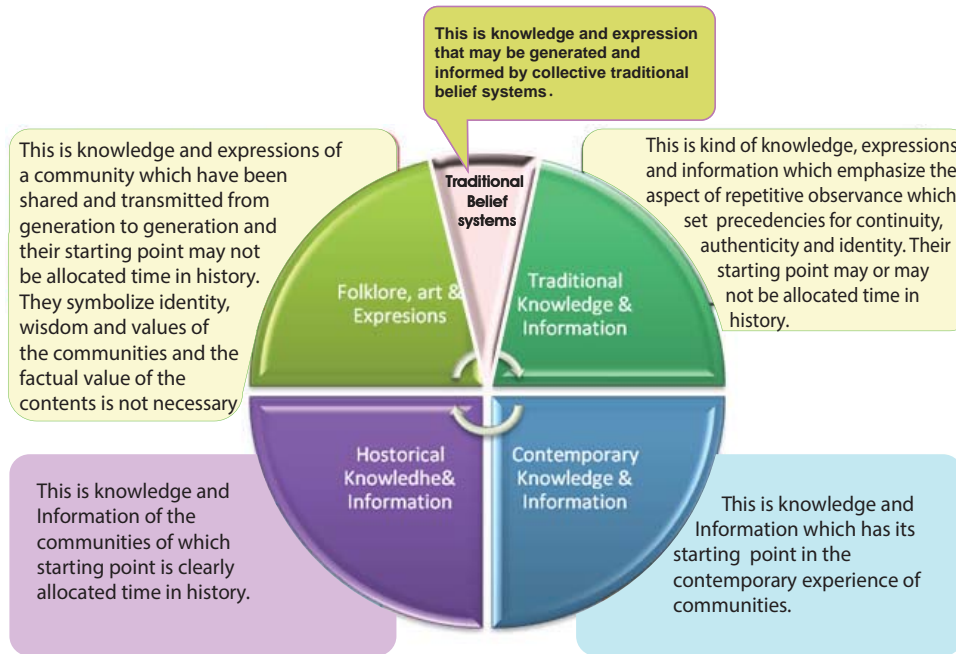 This is knowledge and expression
that may be generated and
informed by collective traditional
belief systems.
This is knowledge and expressions of
a community which have been
shared and transmitted from
generation to generation and
their starting point may not
be allocated time in history.
They symbolize identity,
wisdom and values of
the communities and the
factual value of the
contents is not necessary
This is kind of knowledge, expressions
and information which emphasize the
aspect of repetitive observance which
set precedencies for continuity,
authenticity and identity. Their
starting point may or may
not be allocated time in
history.
Traditional
Belief
systems
Folklore, art &
Expresions
Traditional
Knowledge &
Information
Hostorical
Knowledhe&
Information
Contemporary
Knowledge &
Information
This is knowledge and
Information of the
communities of which
starting point is clearly
allocated time in history.
This is knowledge and
Information which has its
starting point in the
contemporary experience of
communities.